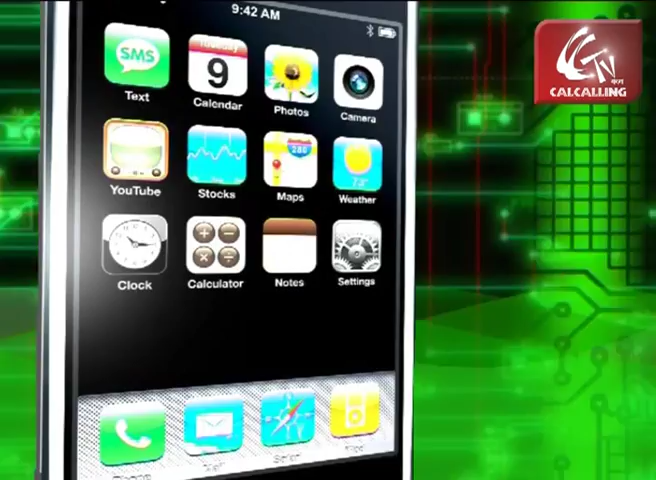 9:42 AM
SMS
Tuesday
9
280
73°
Text
Calendar
Photos
Camera
YouTube
Stocks
Maps
Weather
Clock
Calculator
Notes
Settings
TV
CALCALLING